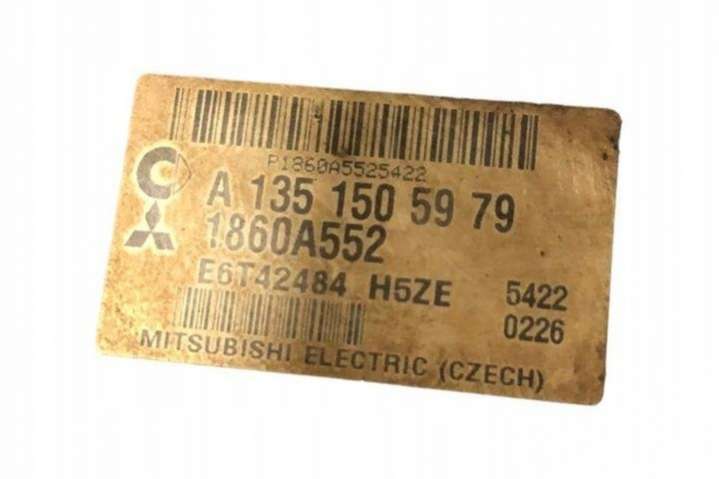 P1860A5525422
A 135 150 59 79
1860A552
E6T42484 H5ZE 5422
0226
MITSUBISHI ELECTRIC (CZECH)